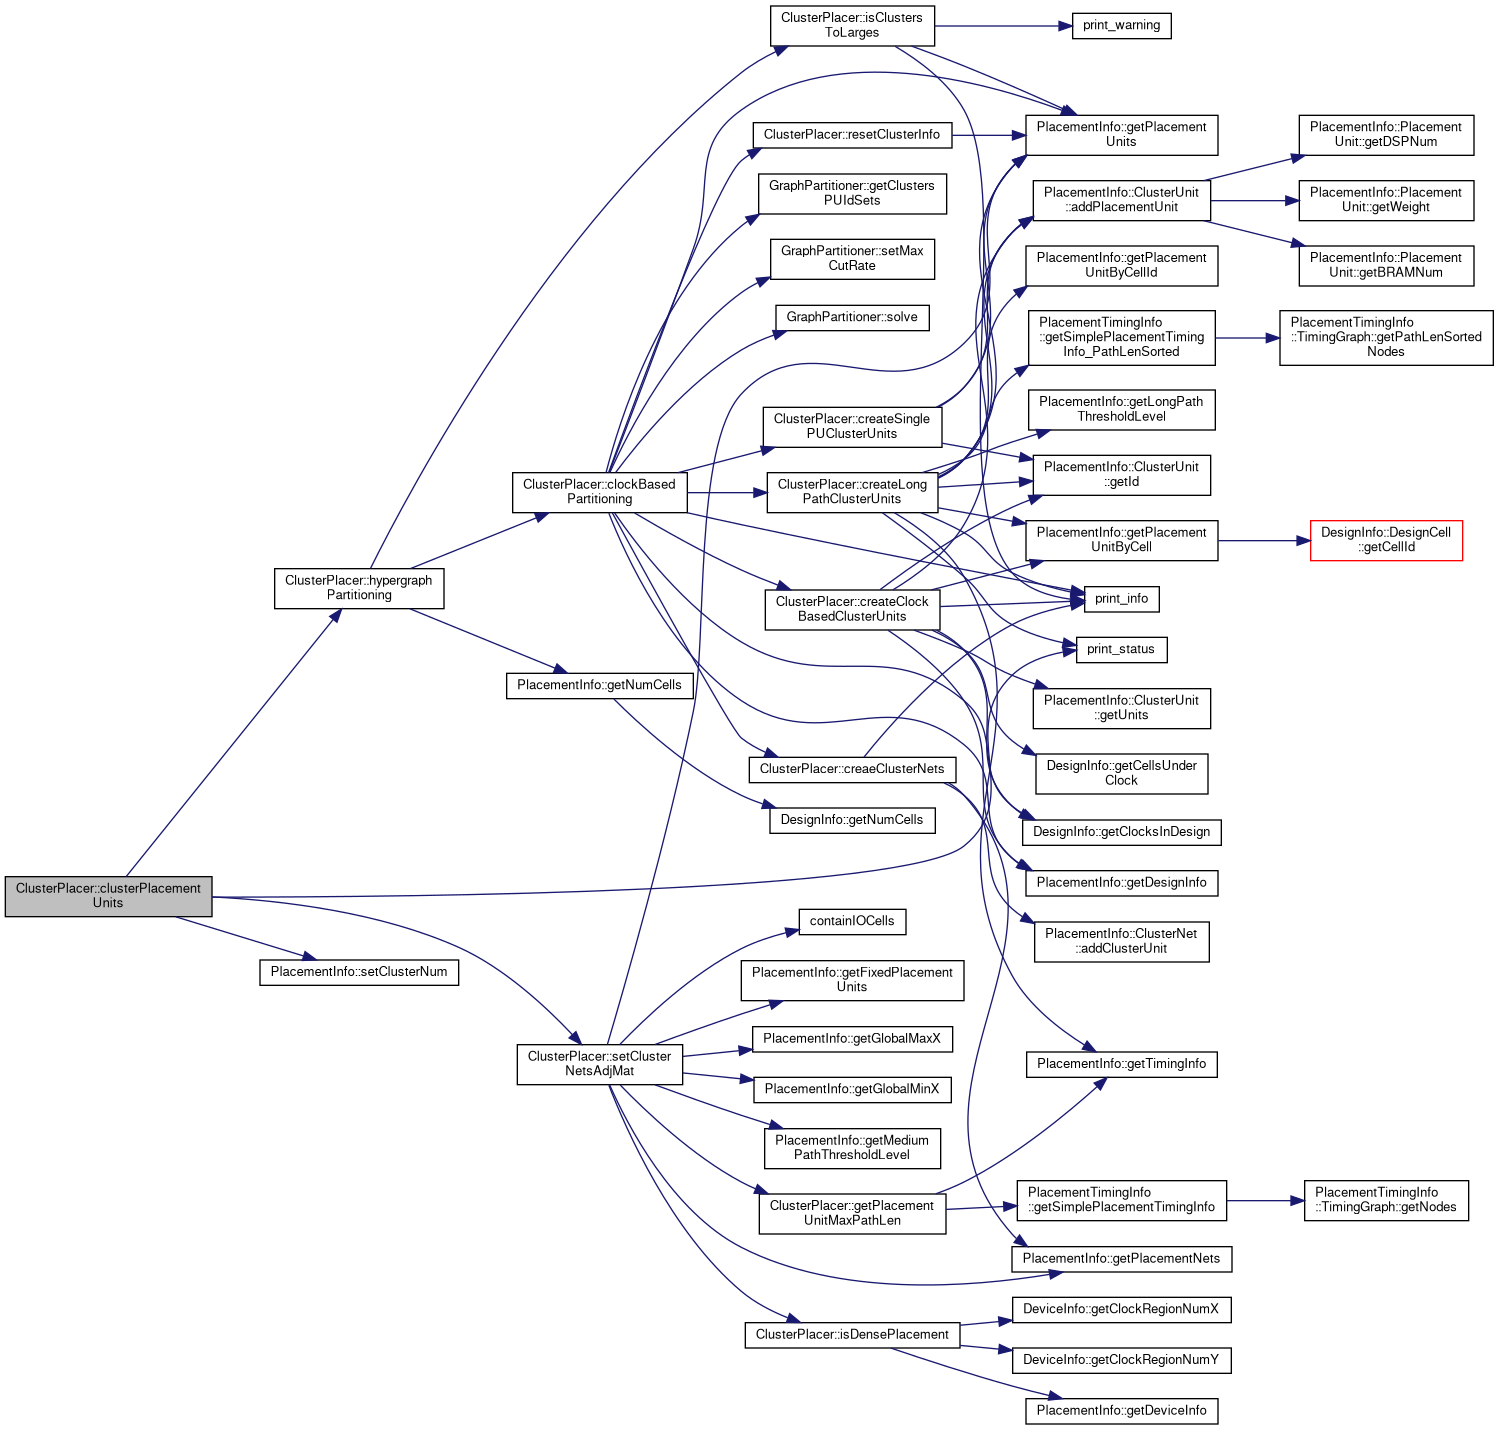 ClusterPlacer::isClusters
ToLarges
print_warning
PlacementInfo::getPlacement
Units
PlacementInfo::Placement
Unit::getDSPNum
ClusterPlacer::resetClusterInfo
GraphPartitioner::getClusters
PUIdSets
PlacementInfo::ClusterUnit
::addPlacementUnit
PlacementInfo::Placement
Unit::getWeight
GraphPartitioner::setMax
CutRate
PlacementInfo::getPlacement
UnitByCellId
PlacementInfo::Placement
Unit::getBRAMNum
GraphPartitioner::solve
PlacementTimingInfo
::getSimplePlacementTiming
Info_PathLenSorted
PlacementTimingInfo
::TimingGraph::getPathLenSorted
Nodes
PlacementInfo::getLongPath
ThresholdLevel
ClusterPlacer::createSingle
PUClusterUnits
PlacementInfo::ClusterUnit
::getId
ClusterPlacer::clockBased
Partitioning
ClusterPlacer::createLong
PathClusterUnits
PlacementInfo::getPlacement
UnitByCell
DesignInfo::DesignCell
::getCellId
ClusterPlacer::hypergraph
Partitioning
ClusterPlacer::createClock
BasedClusterUnits
print_info
print_status
PlacementInfo::getNumCells
PlacementInfo::ClusterUnit
::getUnits
ClusterPlacer::creaeClusterNets
DesignInfo::getCellsUnder
Clock
DesignInfo::getNumCells
DesignInfo::getClocksInDesign
ClusterPlacer::clusterPlacement
Units
PlacementInfo::getDesignInfo
containIOCells
PlacementInfo::ClusterNet
::addClusterUnit
PlacementInfo::setClusterNum
PlacementInfo::getFixedPlacement
Units
PlacementInfo::getGlobalMaxX
ClusterPlacer::setCluster
NetsAdjMat
PlacementInfo::getTimingInfo
PlacementInfo::getGlobalMinX
PlacementInfo::getMedium
PathThresholdLevel
ClusterPlacer::getPlacement
UnitMaxPathLen
PlacementTimingInfo
::getSimplePlacementTimingInfo
PlacementTimingInfo
::TimingGraph::getNodes
PlacementInfo::getPlacementNets
DeviceInfo::getClockRegionNumX
ClusterPlacer::isDensePlacement
DeviceInfo::getClockRegionNumY
PlacementInfo::getDeviceInfo